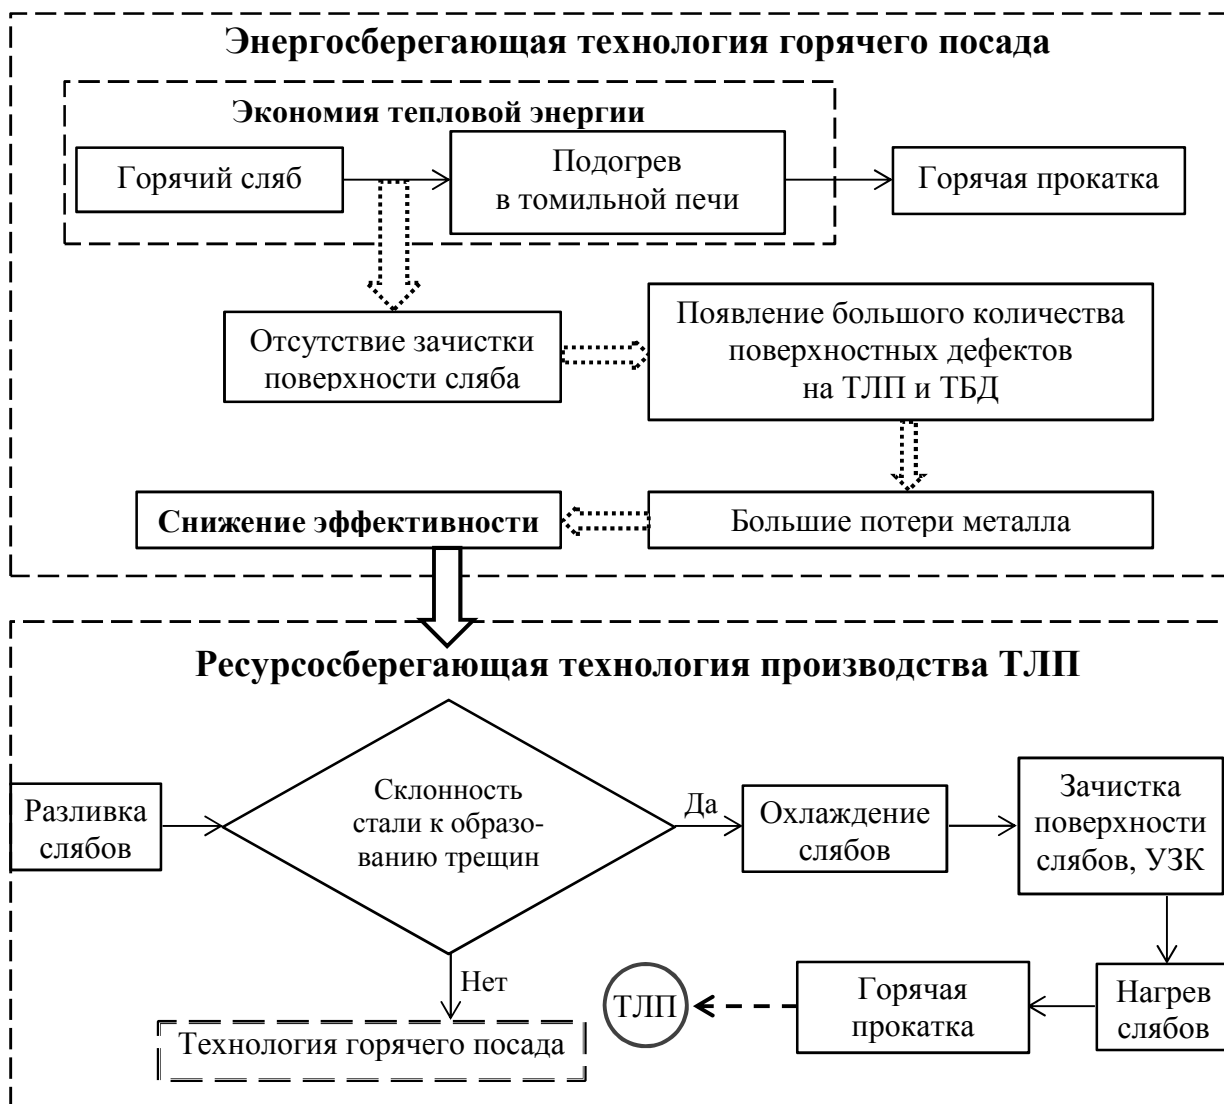 Энергосберегающая технология горячего посада
Экономия тепловой энергии
Горячий сляб
Подогрев
в томильной печи
Горячая прокатка
Отсутствие зачистки
поверхности сляба
Появление большого количества
поверхностных дефектов
на ТЛП и ТБД
Снижение эффективности
Большие потери металла
Ресурсосберегающая технология производства ТЛП
Разливка
слябов
Склонность
стали к образо-
ванию трещин
Да
Охлаждение
слябов
Зачистка
поверхности
слябов, УЗК
Нет
Технология горячего посада
ТЛП
Горячая
прокатка
Нагрев
слябов